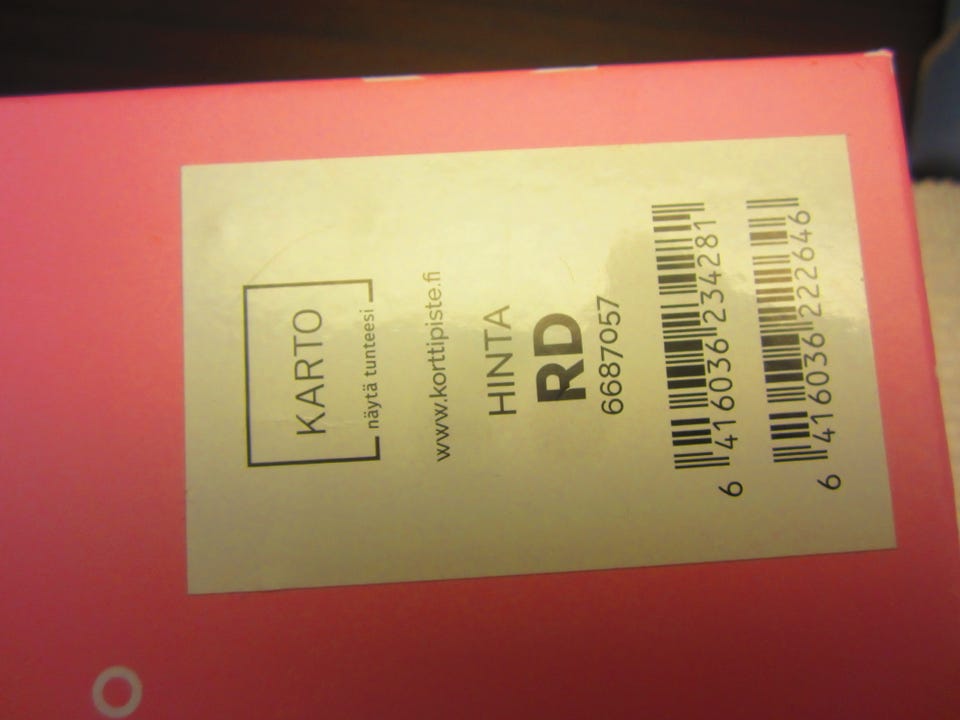 KARTO
näytä tunteesi
www.korttipiste.fi
HINTA
RD
6687057
6 416036 234281
6 416036 222646